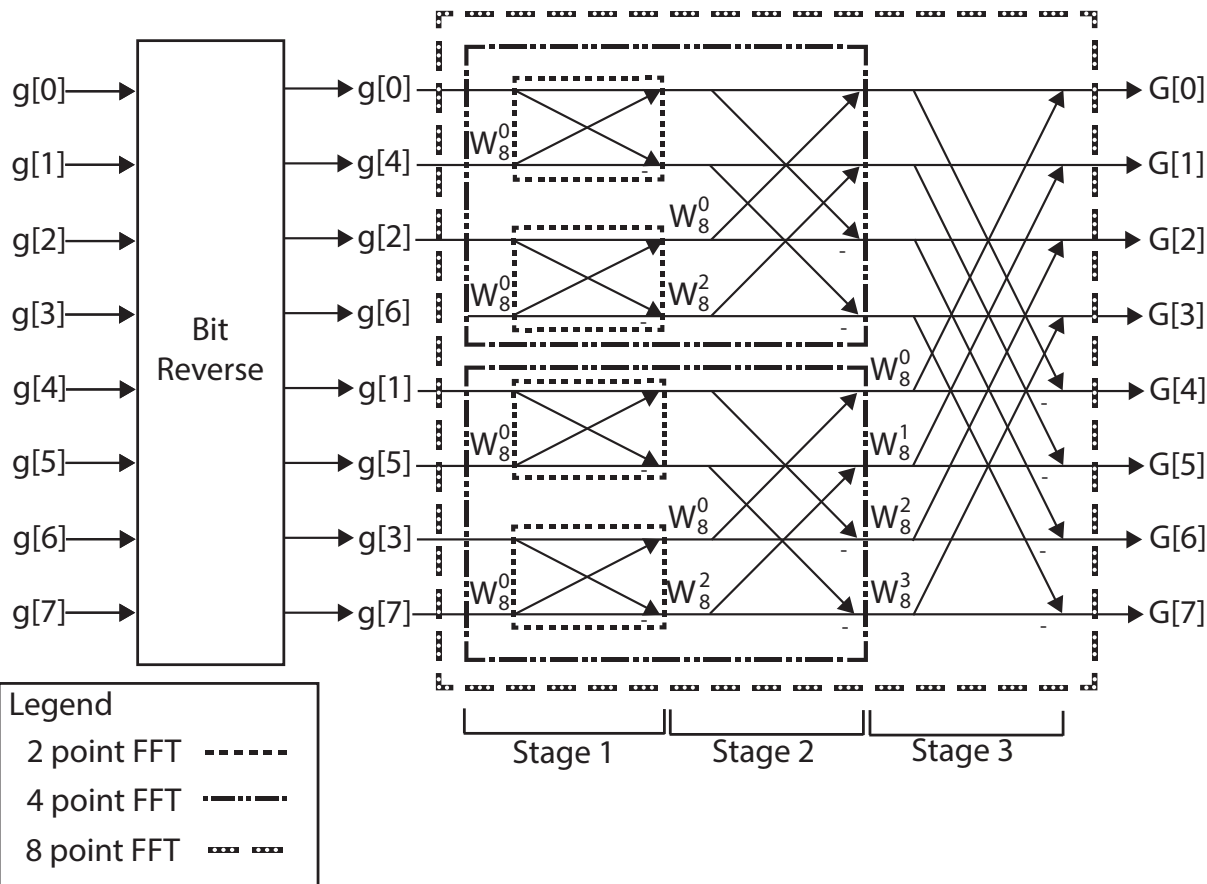 g[0] g[0] G[0]
W₈⁰
g[1] g[4] G[1]
W₈⁰
g[2] g[2] G[2]
W₈⁰ W₈²
g[3] g[6] G[3]
Bit
Reverse
W₈⁰
g[4] g[1] G[4]
W₈⁰ W₈¹
g[5] g[5] G[5]
W₈⁰ W₈²
g[6] g[3] G[6]
W₈⁰ W₈² W₈³
g[7] g[7] G[7]
Stage 1 Stage 2 Stage 3
Legend
2 point FFT
4 point FFT
8 point FFT